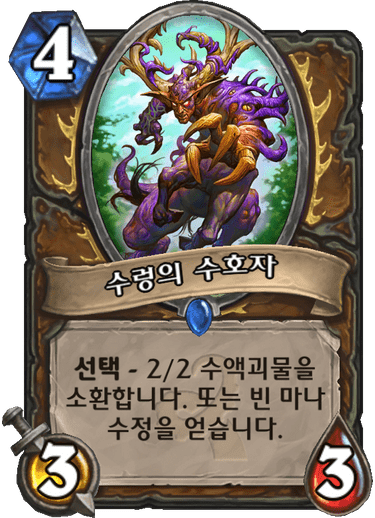 4
수렁의 수호자
선택 - 2/2 수액괴물을
소환합니다. 또는 빈 마나
수정을 얻습니다.
3
3